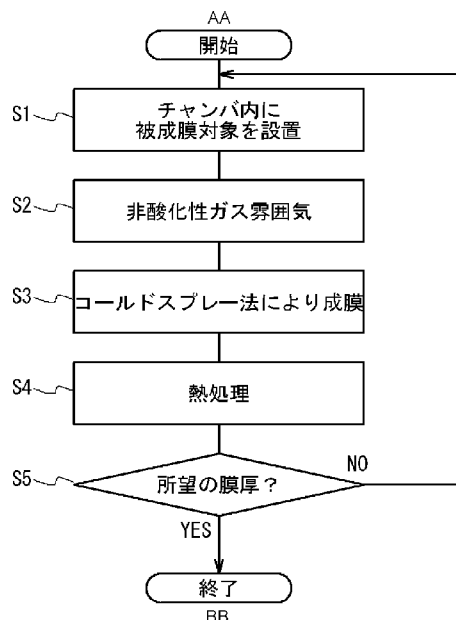 AA
開始
S1
チャンバ内に
被成膜対象を設置
S2
非酸化性ガス雰囲気
S3
コールドスプレー法により成膜
S4
熱処理
S5
所望の膜厚？
NO
YES
終了
BB